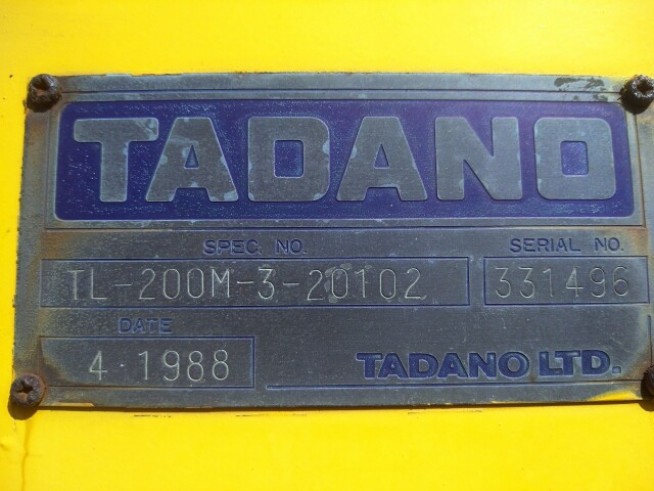 TADANO
SPEC. NO. SERIAL NO.
TL-200M-3-20102 331496
DATE
4·1988 TADANO LTD.